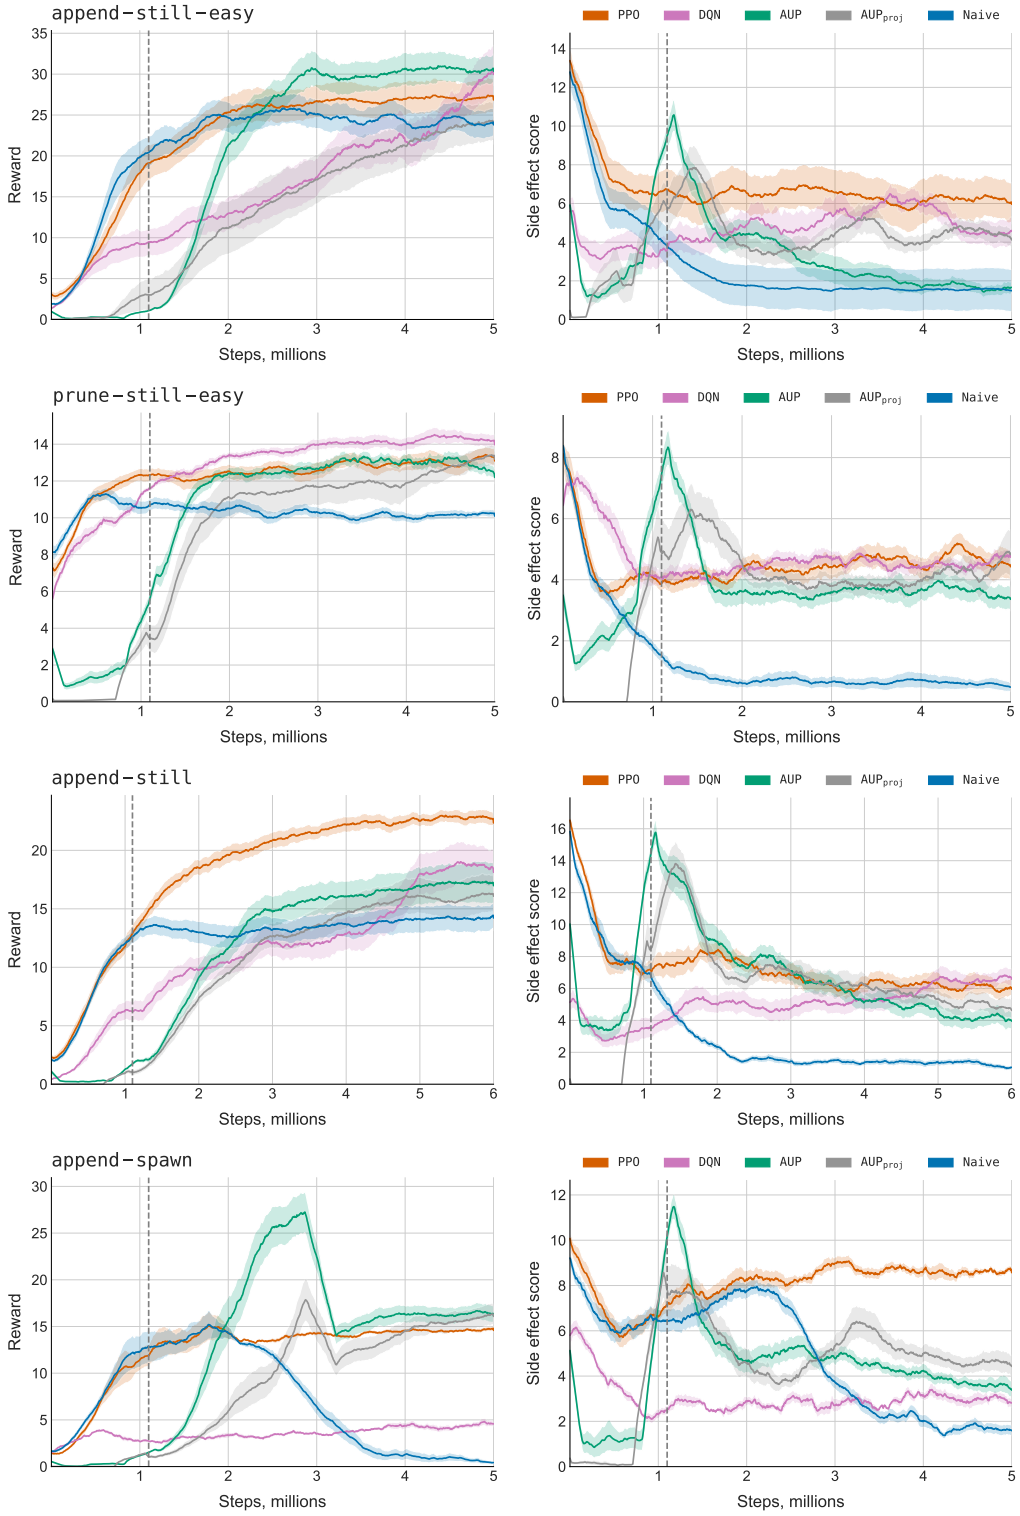 append-still-easy
PPO DQN AUP AUPproj Naive
35
30
25
20
15
10
5
0
Reward
1 2 3 4 5
Steps, millions
14
12
10
8
6
4
2
0
Side effect score
1 2 3 4 5
Steps, millions
prune-still-easy
PPO DQN AUP AUPproj Naive
14
12
10
8
6
4
2
0
Reward
1 2 3 4 5
Steps, millions
8
6
4
2
0
Side effect score
1 2 3 4 5
Steps, millions
append-still
PPO DQN AUP AUPproj Naive
20
15
10
5
0
Reward
1 2 3 4 5 6
Steps, millions
16
14
12
10
8
6
4
2
0
Side effect score
1 2 3 4 5 6
Steps, millions
append-spawn
PPO DQN AUP AUPproj Naive
30
25
20
15
10
5
0
Reward
1 2 3 4 5
Steps, millions
12
10
8
6
4
2
0
Side effect score
1 2 3 4 5
Steps, millions